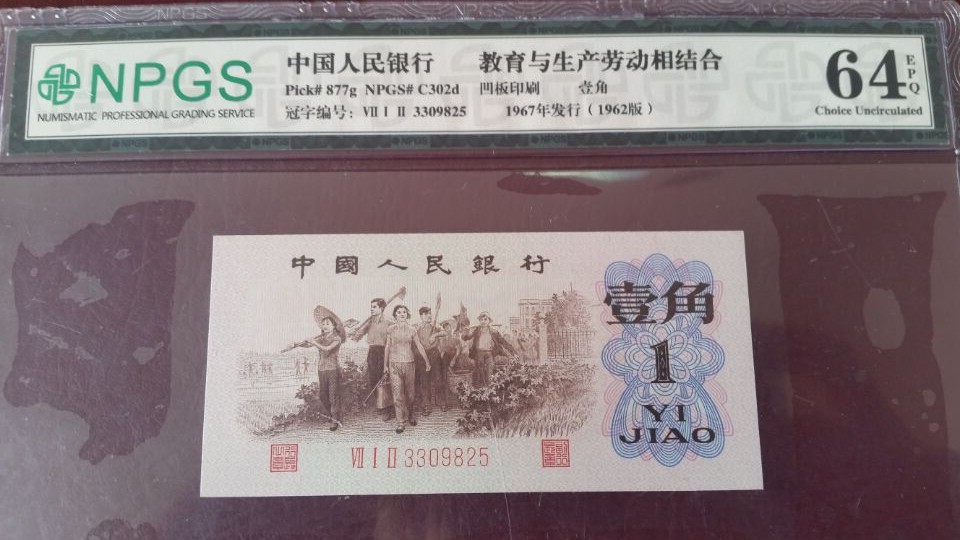 NPGS
NUMISMATIC PROFESSIONAL GRADING SERVICE
中国人民银行 教育与生产劳动相结合
Pick# 877g NPGS# C302d 凹板印刷 壹角
冠字编号: Ⅶ Ⅰ Ⅱ 3309825 1967年发行(1962版)
64 EPQ
Choice Uncirculated
中國人民銀行
壹角
1
YI
JIAO
Ⅶ Ⅰ Ⅱ 3309825